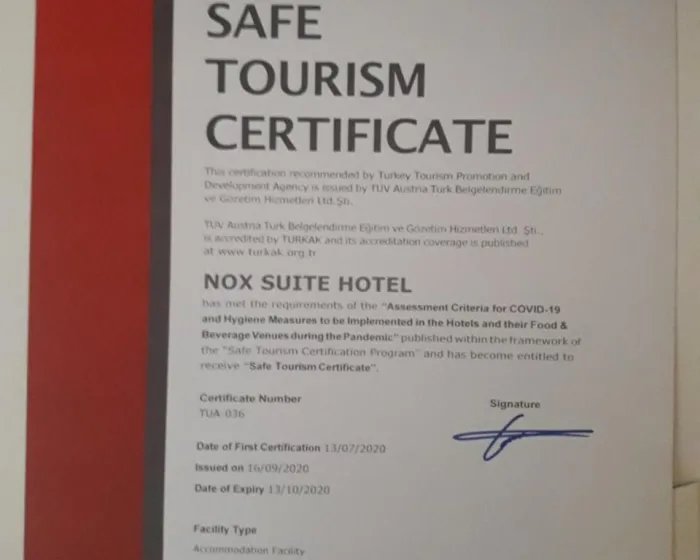 SAFE
TOURISM
CERTIFICATE
This certification recommended by Turkey Tourism Promotion and
Development Agency is issued by TÜV Austria Turk Belgelendirme Eğitim
ve Gözetim Hizmetleri Ltd. Şti.
TÜV Austria Turk Belgelendirme Eğitim ve Gözetim Hizmetleri Ltd. Şti.,
is accredited by TURKAK and its accreditation coverage is published
at www.turkak.org.tr
NOX SUITE HOTEL
has met the requirements of the "Assessment Criteria for COVID-19
and Hygiene Measures to be Implemented in the Hotels and their Food &
Beverage Venues during the Pandemic" published within the framework of
the "Safe Tourism Certification Program" and has become entitled to
receive "Safe Tourism Certificate".
Certificate Number
TUA-036
Signature
Date of First Certification 13/07/2020
Issued on 16/09/2020
Date of Expiry 13/10/2020
Facility Type
Accommodation Facility